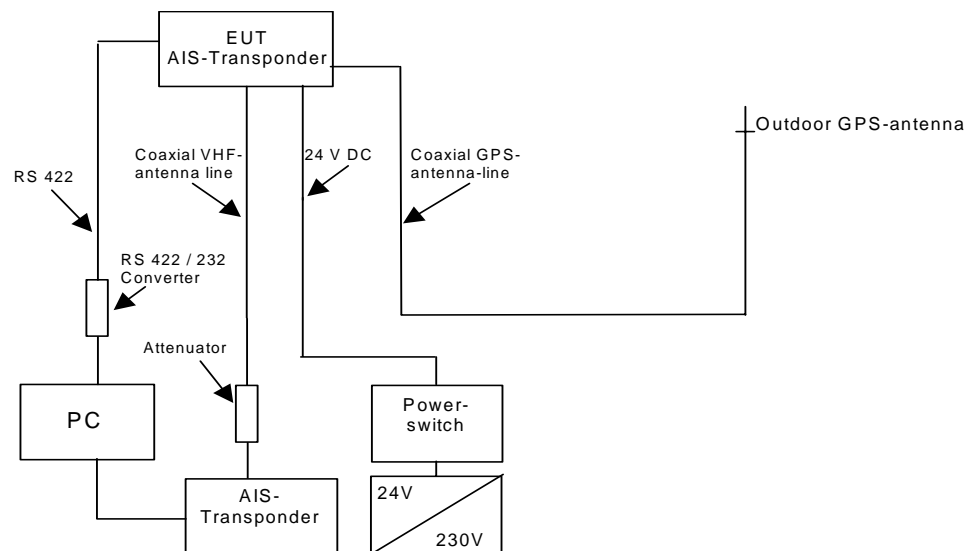 EUT
AIS-Transponder
Outdoor GPS-antenna
Coaxial VHF-
antenna line
24 V DC
Coaxial GPS-
antenna-line
RS 422
RS 422 / 232
Converter
Attenuator
PC
Power-
switch
AIS-
Transponder
24V
230V